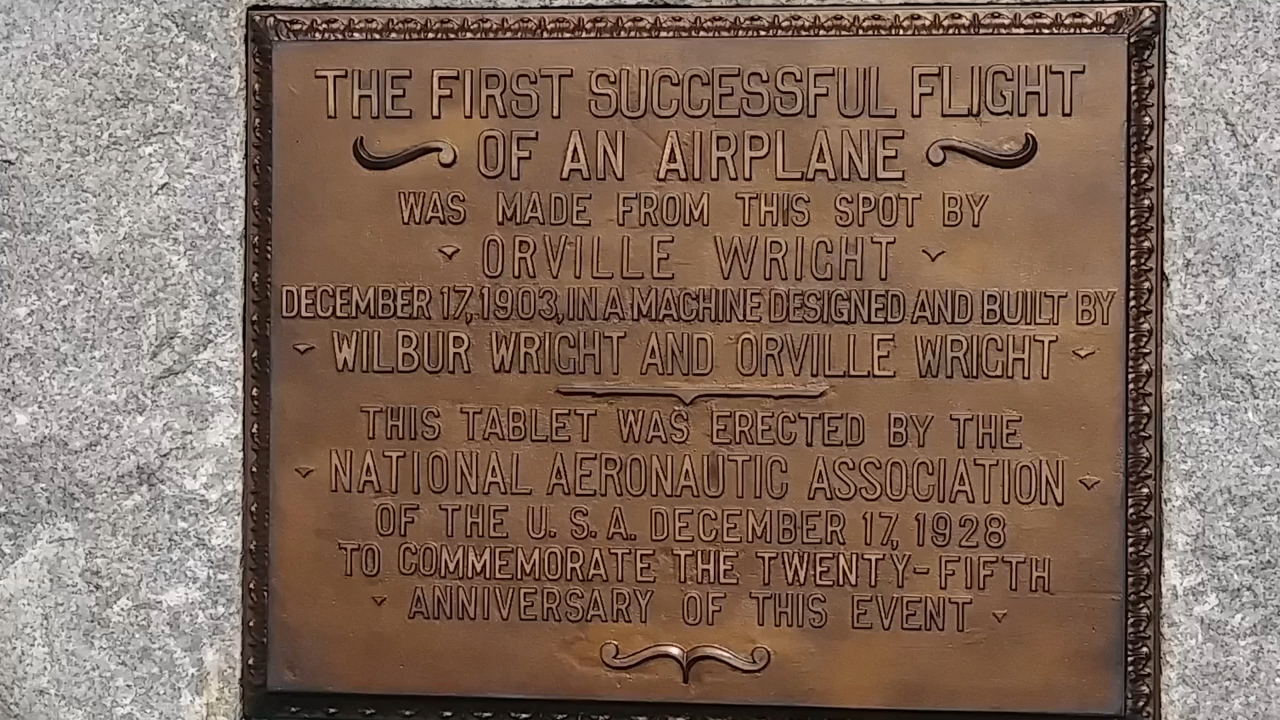 THE FIRST SUCCESSFUL FLIGHT
OF AN AIRPLANE
WAS MADE FROM THIS SPOT BY
ORVILLE WRIGHT
DECEMBER 17, 1903, IN A MACHINE DESIGNED AND BUILT BY
WILBUR WRIGHT AND ORVILLE WRIGHT
THIS TABLET WAS ERECTED BY THE
NATIONAL AERONAUTIC ASSOCIATION
OF THE U. S. A. DECEMBER 17, 1928
TO COMMEMORATE THE TWENTY-FIFTH
ANNIVERSARY OF THIS EVENT